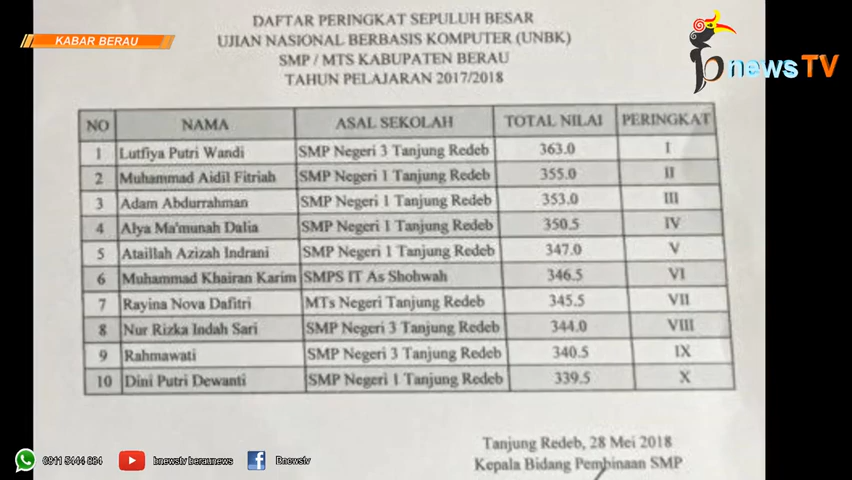 DAFTAR PERINGKAT SEPULUH BESAR
UJIAN NASIONAL BERBASIS KOMPUTER (UNBK)
SMP / MTS KABUPATEN BERAU
TAHUN PELAJARAN 2017/2018
KABAR BERAU
bnewsTV
NO NAMA ASAL SEKOLAH TOTAL NILAI PERINGKAT
1 Lutfiya Putri Wandi SMP Negeri 3 Tanjung Redeb 363.0 I
2 Muhammad Aidil Fitriah SMP Negeri 1 Tanjung Redeb 355.0 II
3 Adam Abdurrahman SMP Negeri 1 Tanjung Redeb 353.0 III
4 Alya Ma'munah Dalia SMP Negeri 1 Tanjung Redeb 350.5 IV
5 Ataillah Azizah Indrani SMP Negeri 1 Tanjung Redeb 347.0 V
6 Muhammad Khairan Karim SMPS IT As Shohwah 346.5 VI
7 Rayina Nova Dafitri MTs Negeri Tanjung Redeb 345.5 VII
8 Nur Rizka Indah Sari SMP Negeri 3 Tanjung Redeb 344.0 VIII
9 Rahmawati SMP Negeri 3 Tanjung Redeb 340.5 IX
10 Dini Putri Dewanti SMP Negeri 1 Tanjung Redeb 339.5 X
Tanjung Redeb, 28 Mei 2018
Kepala Bidang Pembinaan SMP
bnewstv beraunews Bnewstv